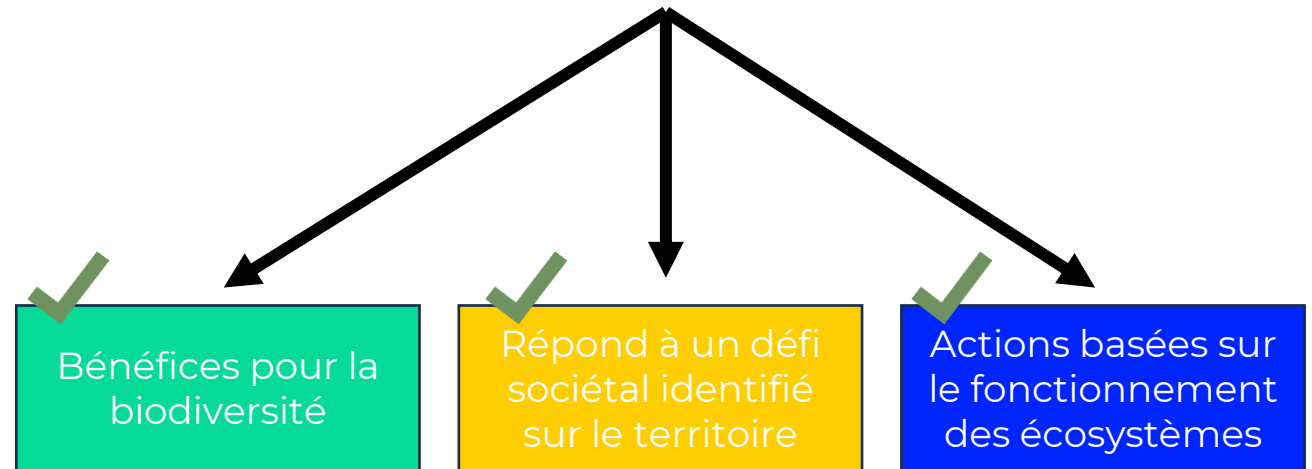 Bénéfices pour la
biodiversité
Répond à un défi
sociétal identifié
sur le territoire
Actions basées sur
le fonctionnement
des écosystèmes